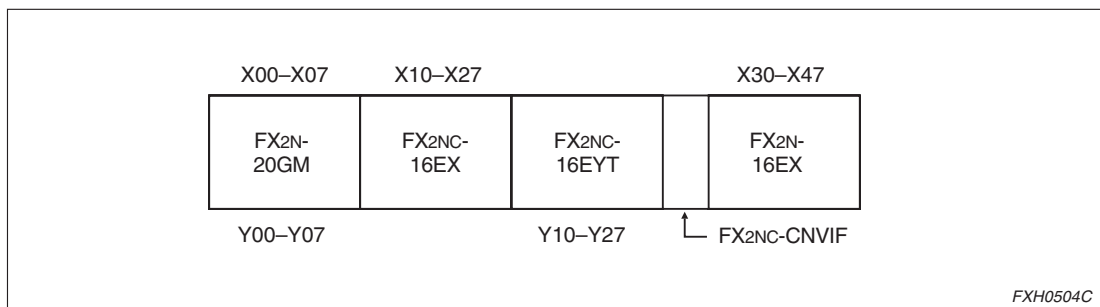 X00–X07 X10–X27 X30–X47
FX2N-
20GM
FX2NC-
16EX
FX2NC-
16EYT
FX2N-
16EX
Y00–Y07 Y10–Y27 FX2NC-CNVIF
FXH0504C